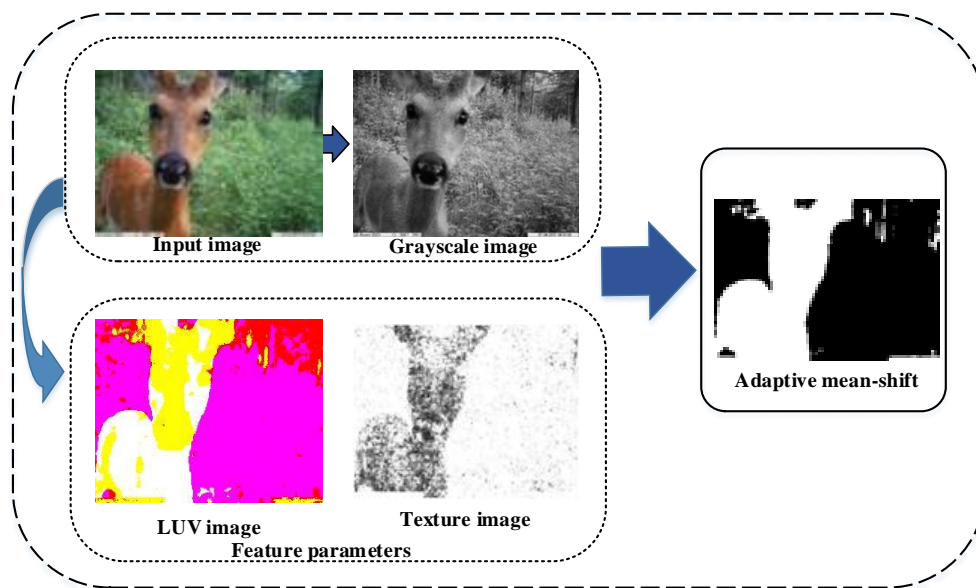 Input image
Grayscale image
LUV image
Texture image
Feature parameters
Adaptive mean-shift